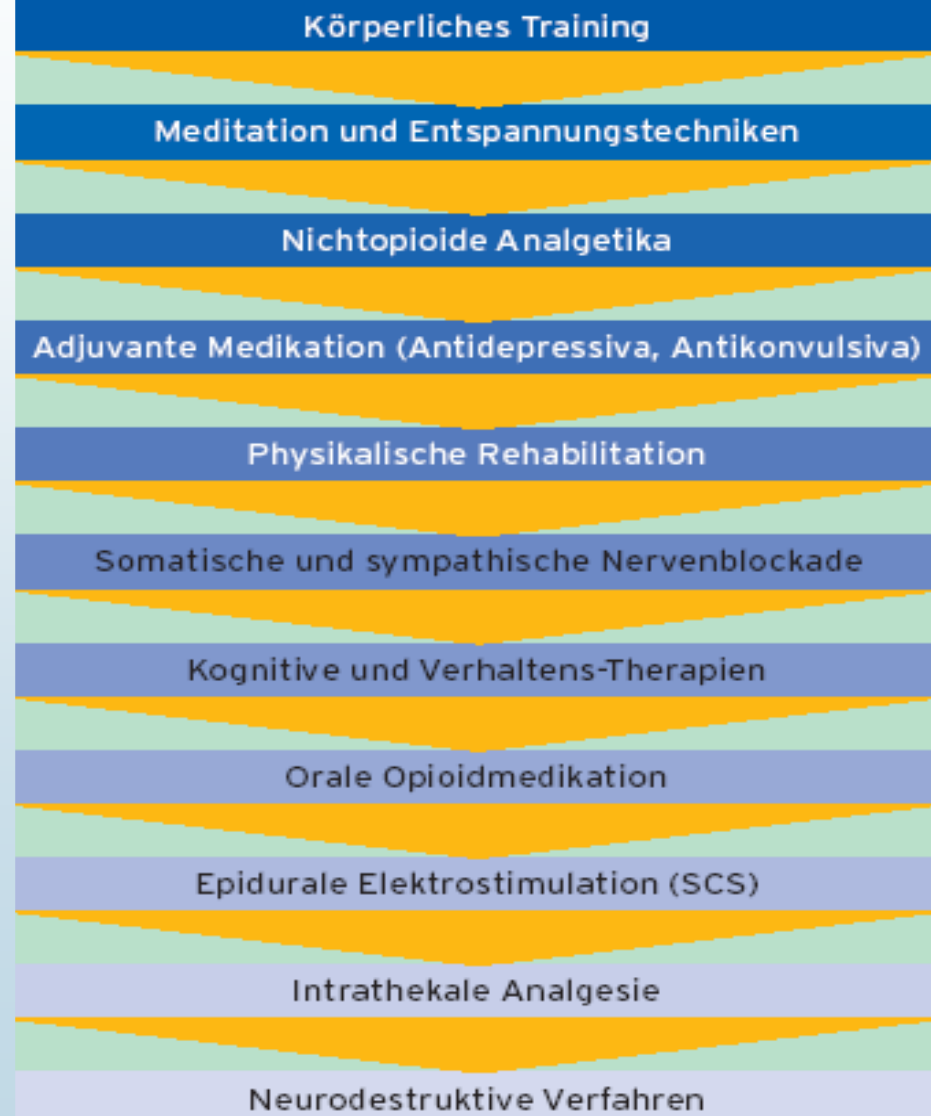 Körperliches Training
Meditation und Entspannungstechniken
Nichtopioide Analgetika
Adjuvante Medikation (Antidepressiva, Antikonvulsiva)
Physikalische Rehabilitation
Somatische und sympathische Nervenblockade
Kognitive und Verhaltens-Therapien
Orale Opioidmedikation
Epidurale Elektrostimulation (SCS)
Intrathekale Analgesie
Neurodestruktive Verfahren